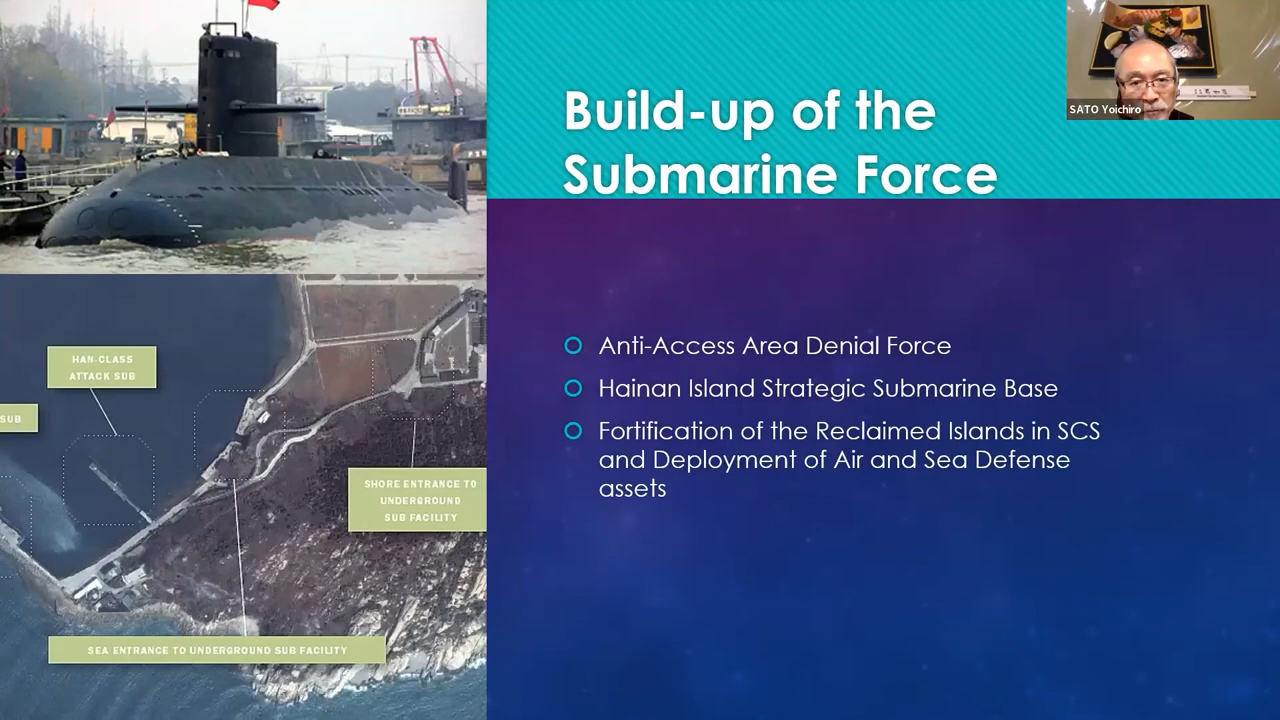 Build-up of the
Submarine Force
SATO Yoichiro
Anti-Access Area Denial Force
Hainan Island Strategic Submarine Base
Fortification of the Reclaimed Islands in SCS
and Deployment of Air and Sea Defense
assets
HAN-CLASS
ATTACK SUB
SUB
SHORE ENTRANCE TO
UNDERGROUND
SUB FACILITY
SEA ENTRANCE TO UNDERGROUND SUB FACILITY